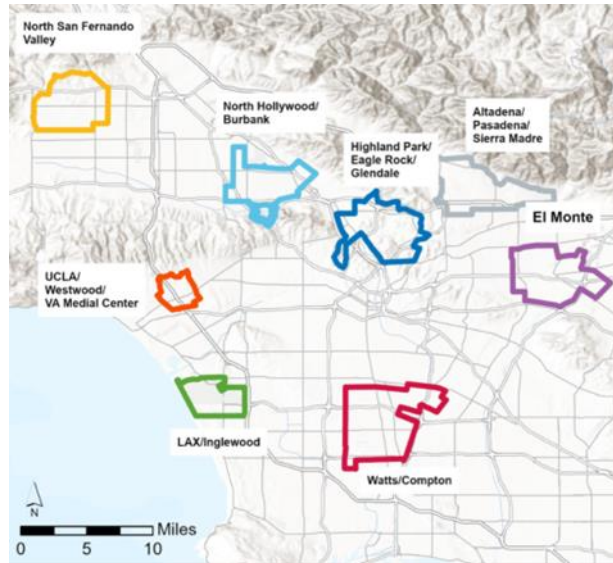 North San Fernando
Valley
North Hollywood/
Burbank
Altadena/
Pasadena/
Sierra Madre
Highland Park/
Eagle Rock/
Glendale
El Monte
UCLA/
Westwood/
VA Medial Center
LAX/Inglewood
Watts/Compton
N
Miles
0 5 10